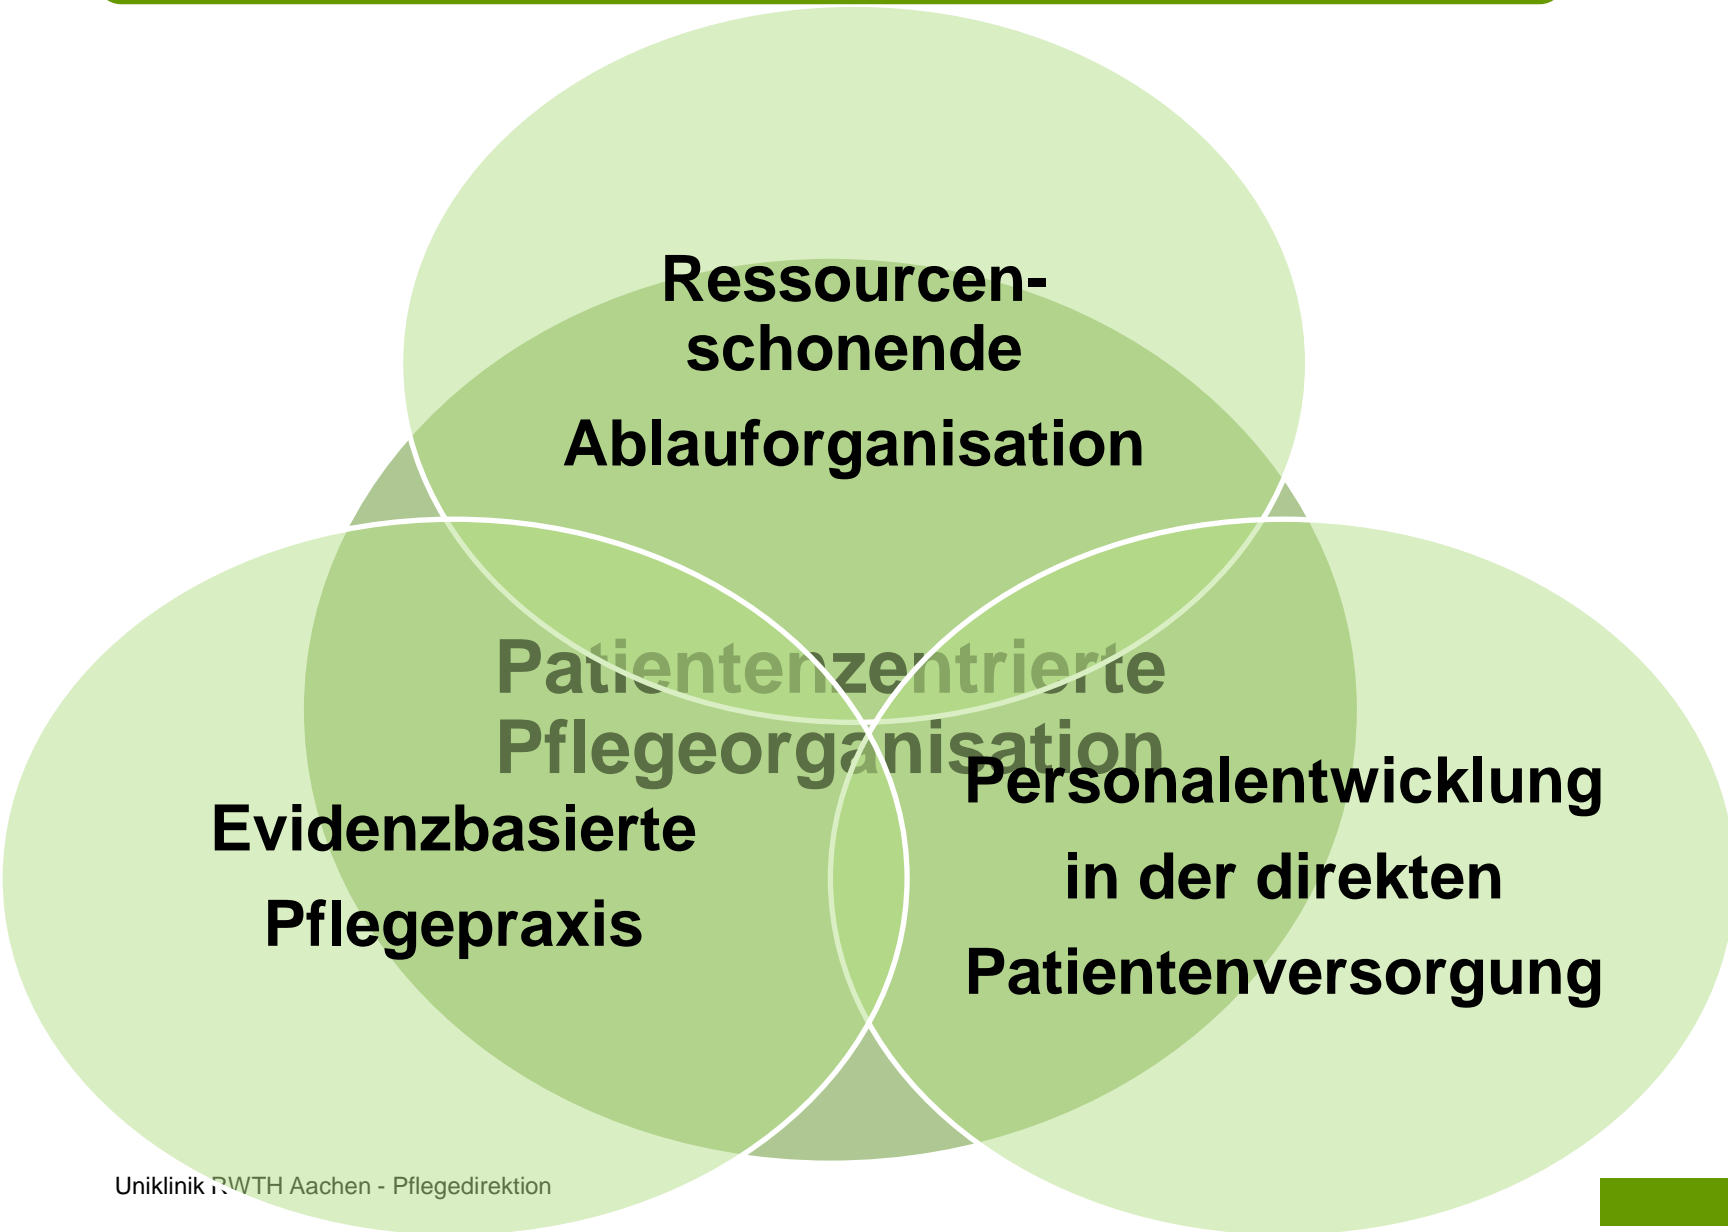 Ressourcen-
schonende
Ablauforganisation
Patientenzentrierte
Pflegeorganisation
Evidenzbasierte
Pflegepraxis
Personalentwicklung
in der direkten
Patientenversorgung
Uniklinik RWTH Aachen - Pflegedirektion